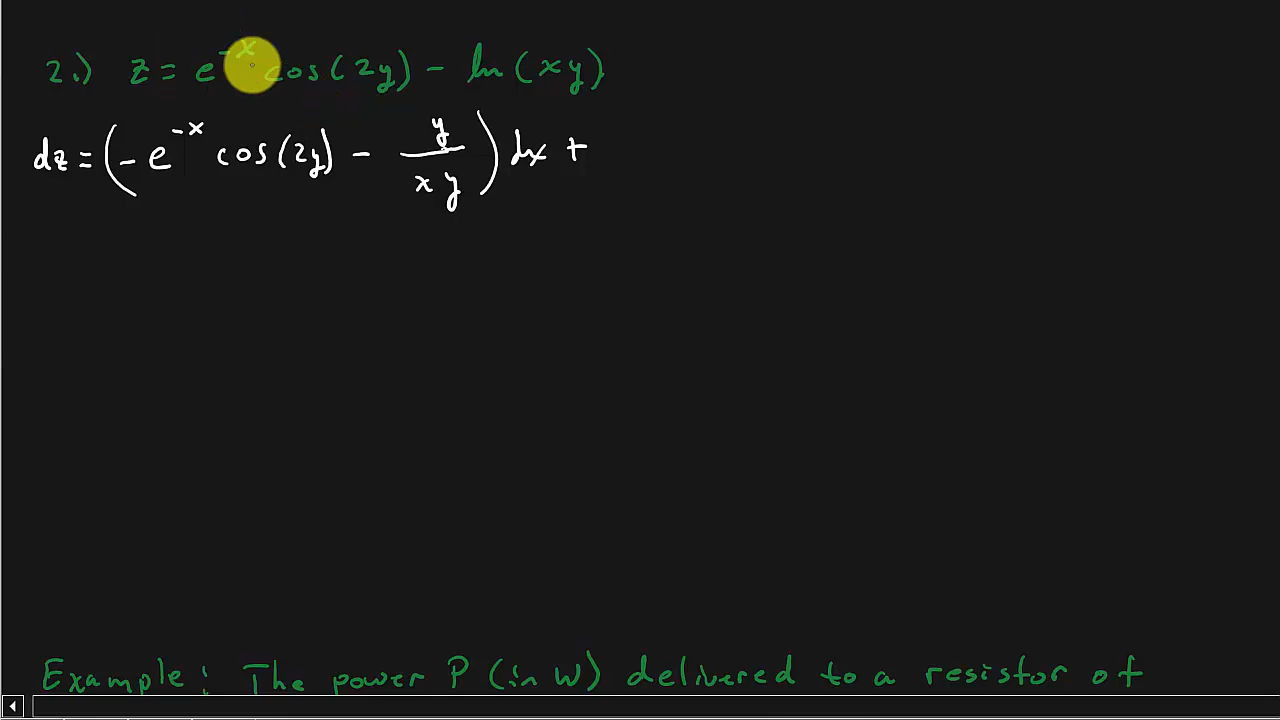 2.) z = e^-x cos(2y) - ln(xy)
dz = (-e^-x cos(2y) - y/xy) dx +
Example: The power P (in W) delivered to a resistor of